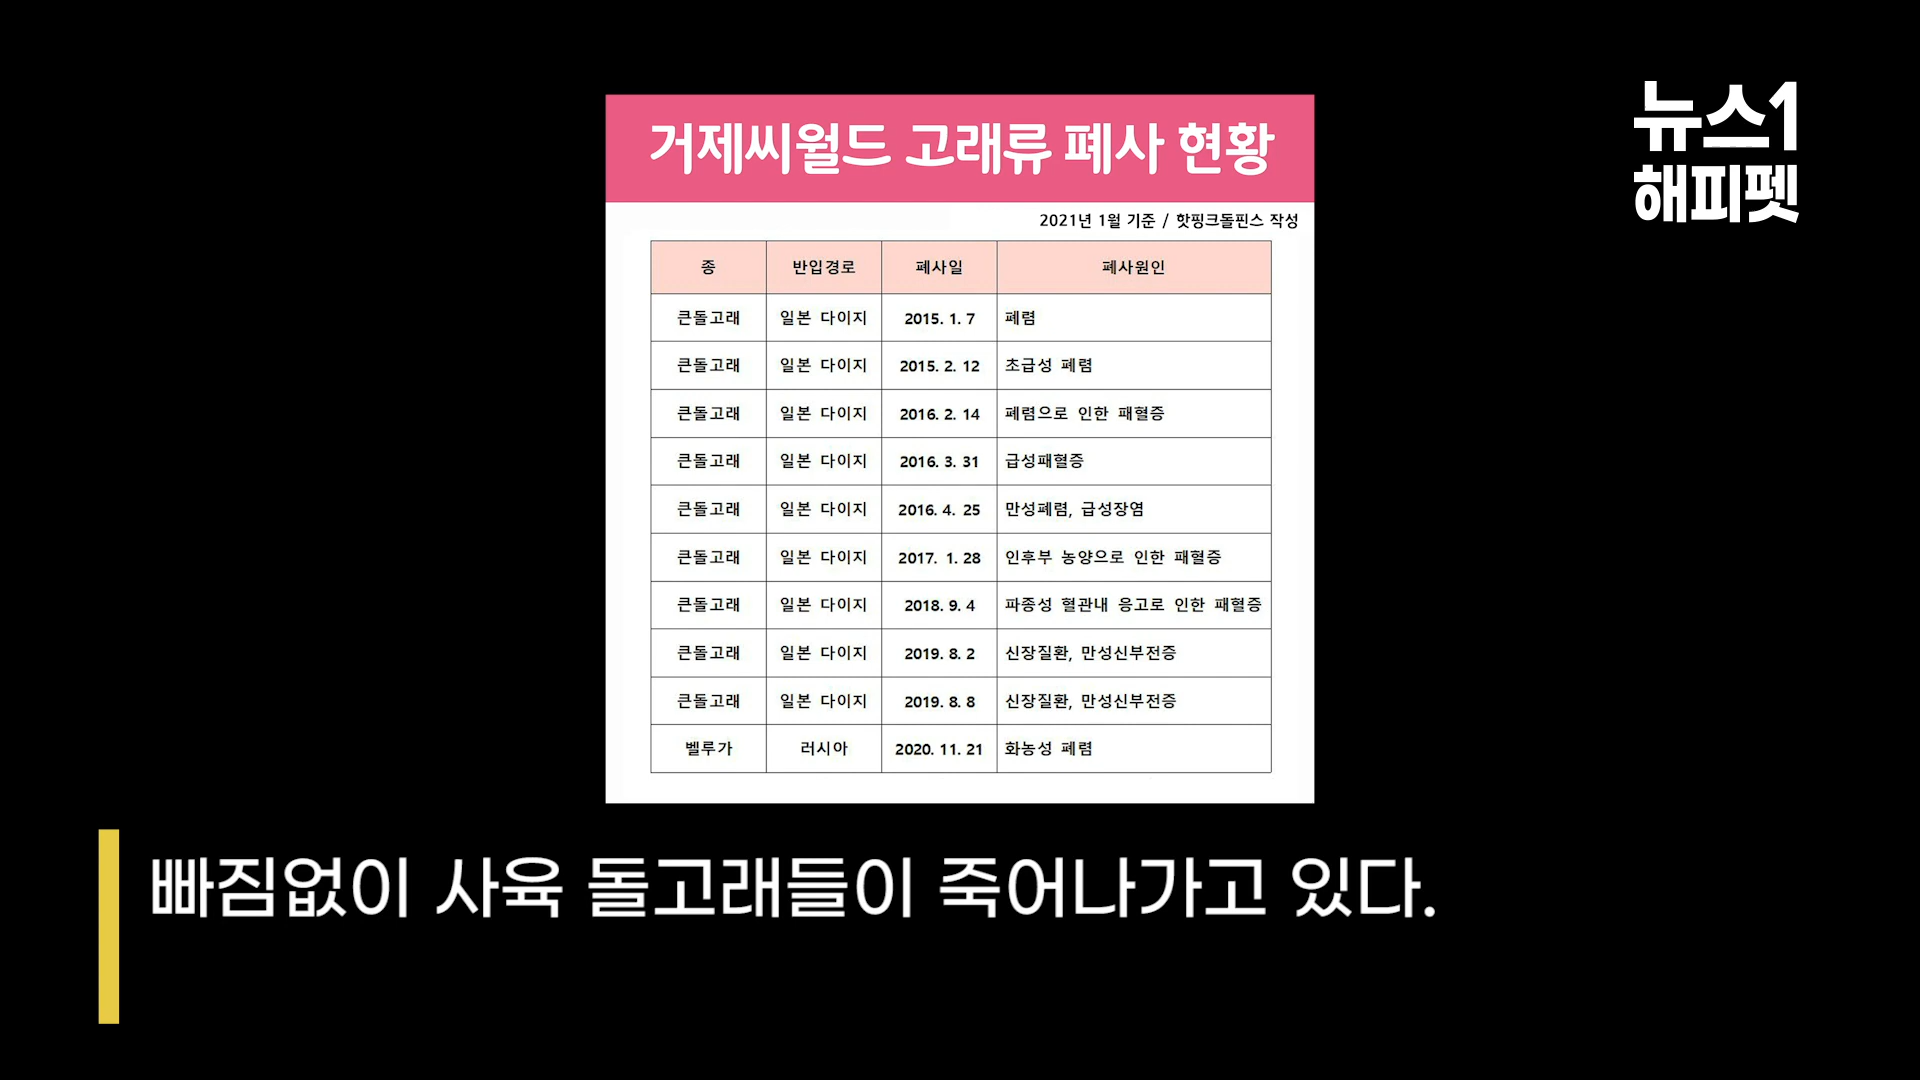 뉴스1
해피펫
거제씨월드 고래류 폐사 현황
2021년 1월 기준 / 핫핑크돌핀스 작성
종 반입경로 폐사일 폐사원인
큰돌고래 일본 다이지 2015. 1. 7 폐렴
큰돌고래 일본 다이지 2015. 2. 12 초급성 폐렴
큰돌고래 일본 다이지 2016. 2. 14 폐렴으로 인한 패혈증
큰돌고래 일본 다이지 2016. 3. 31 급성패혈증
큰돌고래 일본 다이지 2016. 4. 25 만성폐렴, 급성장염
큰돌고래 일본 다이지 2017. 1. 28 인후부 농양으로 인한 패혈증
큰돌고래 일본 다이지 2018. 9. 4 파종성 혈관내 응고로 인한 패혈증
큰돌고래 일본 다이지 2019. 8. 2 신장질환, 만성신부전증
큰돌고래 일본 다이지 2019. 8. 8 신장질환, 만성신부전증
벨루가 러시아 2020. 11. 21 화농성 폐렴
빠짐없이 사육 돌고래들이 죽어나가고 있다.